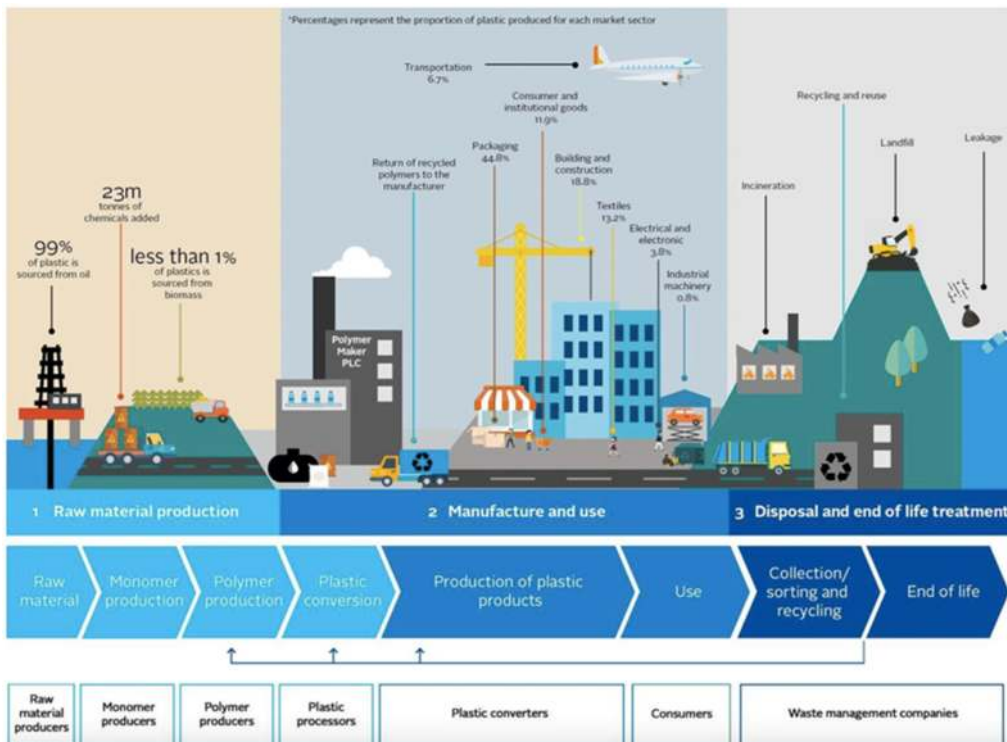 *Percentages represent the proportion of plastic produced for each market sector
Transportation
6.7%
Consumer and
institutional goods
11.9%
Packaging
44.8%
Building and
construction
18.8%
Return of recycled
polymers to the
manufacturer
Textiles
13.2%
Electrical and
electronic
3.8%
Industrial
machinery
0.8%
Recycling and reuse
Landfill
Leakage
Incineration
23m
tonnes of
chemicals added
99%
of plastic is
sourced from oil
less than 1%
of plastics is
sourced from
biomass
Polymer
Maker
PLC
1 Raw material production
2 Manufacture and use
3 Disposal and end of life treatment
Raw
material
Monomer
production
Polymer
production
Plastic
conversion
Production of plastic
products
Use
Collection/
sorting and
recycling
End of life
Raw
material
producers
Monomer
producers
Polymer
producers
Plastic
processors
Plastic converters
Consumers
Waste management companies